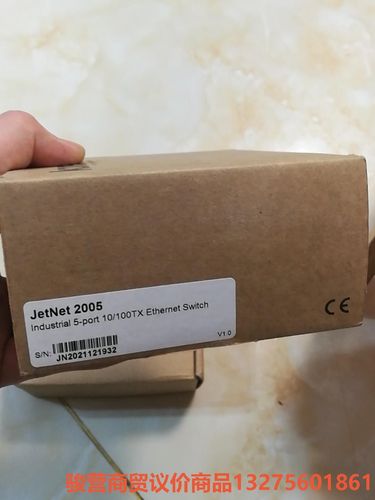 JetNet 2005
Industrial 5-port 10/100TX Ethernet Switch
V1.0
S/N:
JN2021121932
CE
骏营商贸议价商品13275601861